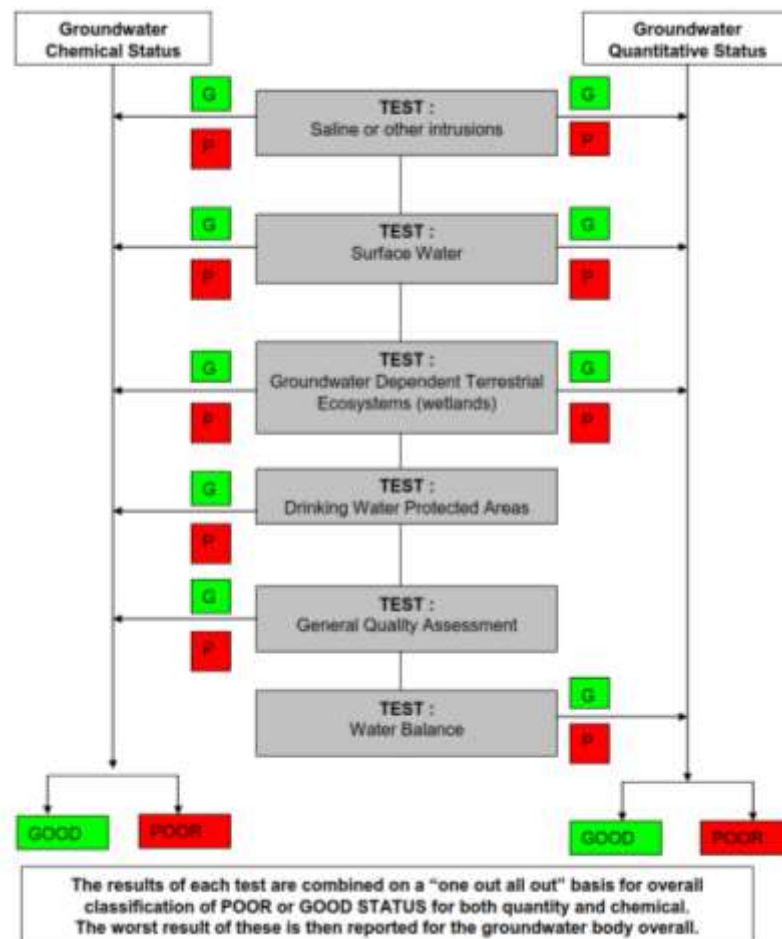 Groundwater
Chemical Status
Groundwater
Quantitative Status
G
P
TEST :
Saline or other intrusions
G
P
G
P
TEST :
Surface Water
G
P
G
P
TEST :
Groundwater Dependent Terrestrial
Ecosystems (wetlands)
G
P
G
P
TEST :
Drinking Water Protected Areas
G
P
TEST :
General Quality Assessment
TEST :
Water Balance
G
P
GOOD
POOR
GOOD
POOR
The results of each test are combined on a “one out all out” basis for overall
classification of POOR or GOOD STATUS for both quantity and chemical.
The worst result of these is then reported for the groundwater body overall.